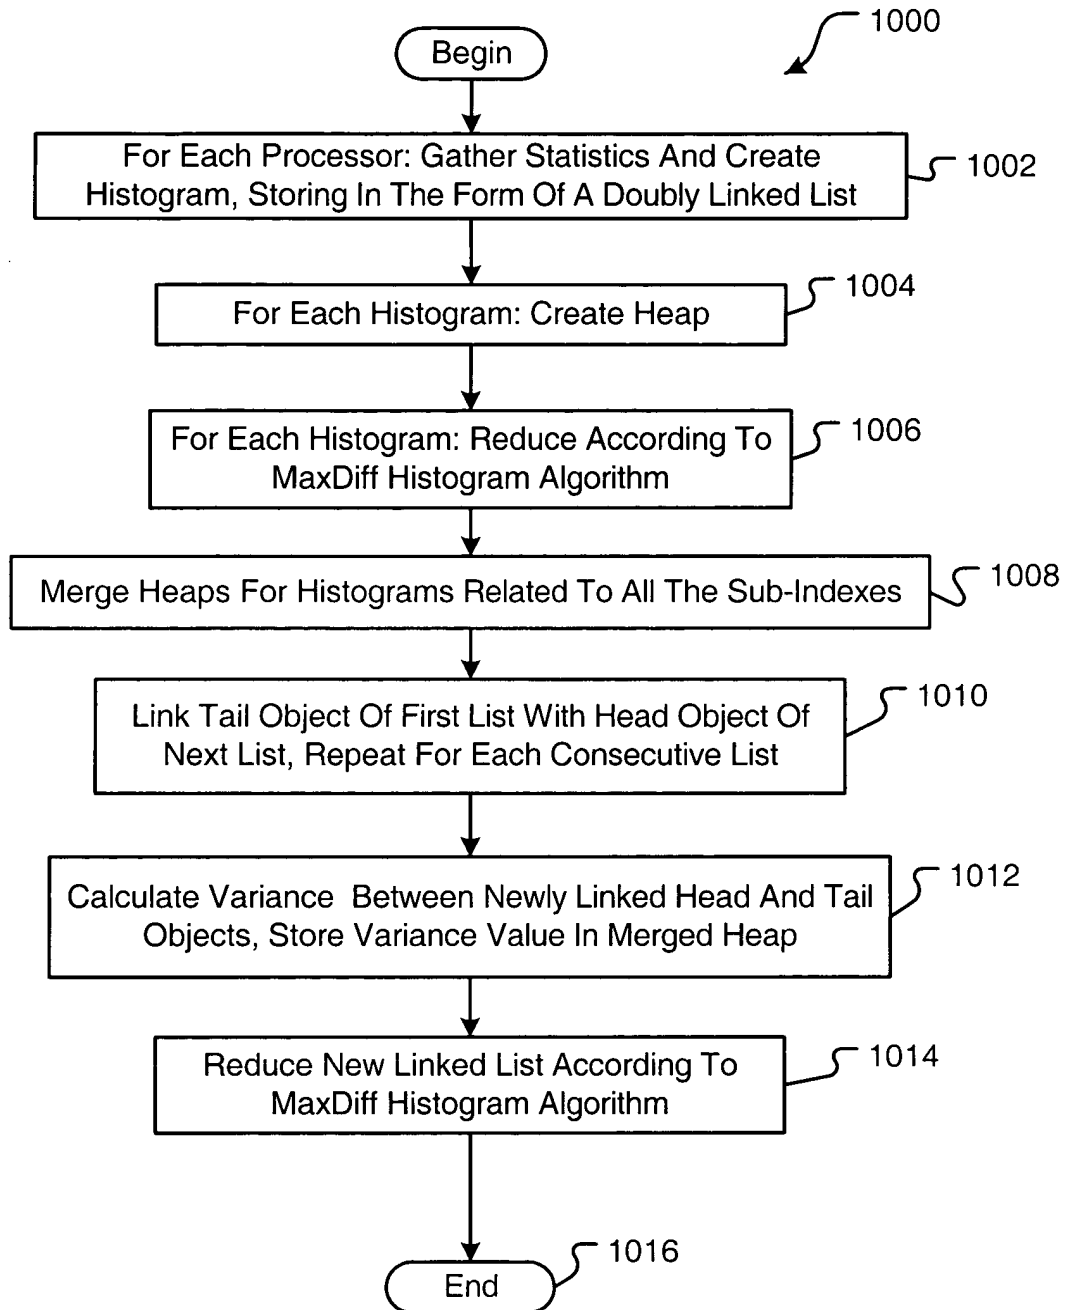 1000
Begin
For Each Processor: Gather Statistics And Create
Histogram, Storing In The Form Of A Doubly Linked List
1002
For Each Histogram: Create Heap
1004
For Each Histogram: Reduce According To
MaxDiff Histogram Algorithm
1006
Merge Heaps For Histograms Related To All The Sub-Indexes
1008
Link Tail Object Of First List With Head Object Of
Next List, Repeat For Each Consecutive List
1010
Calculate Variance Between Newly Linked Head And Tail
Objects, Store Variance Value In Merged Heap
1012
Reduce New Linked List According To
MaxDiff Histogram Algorithm
1014
End
1016